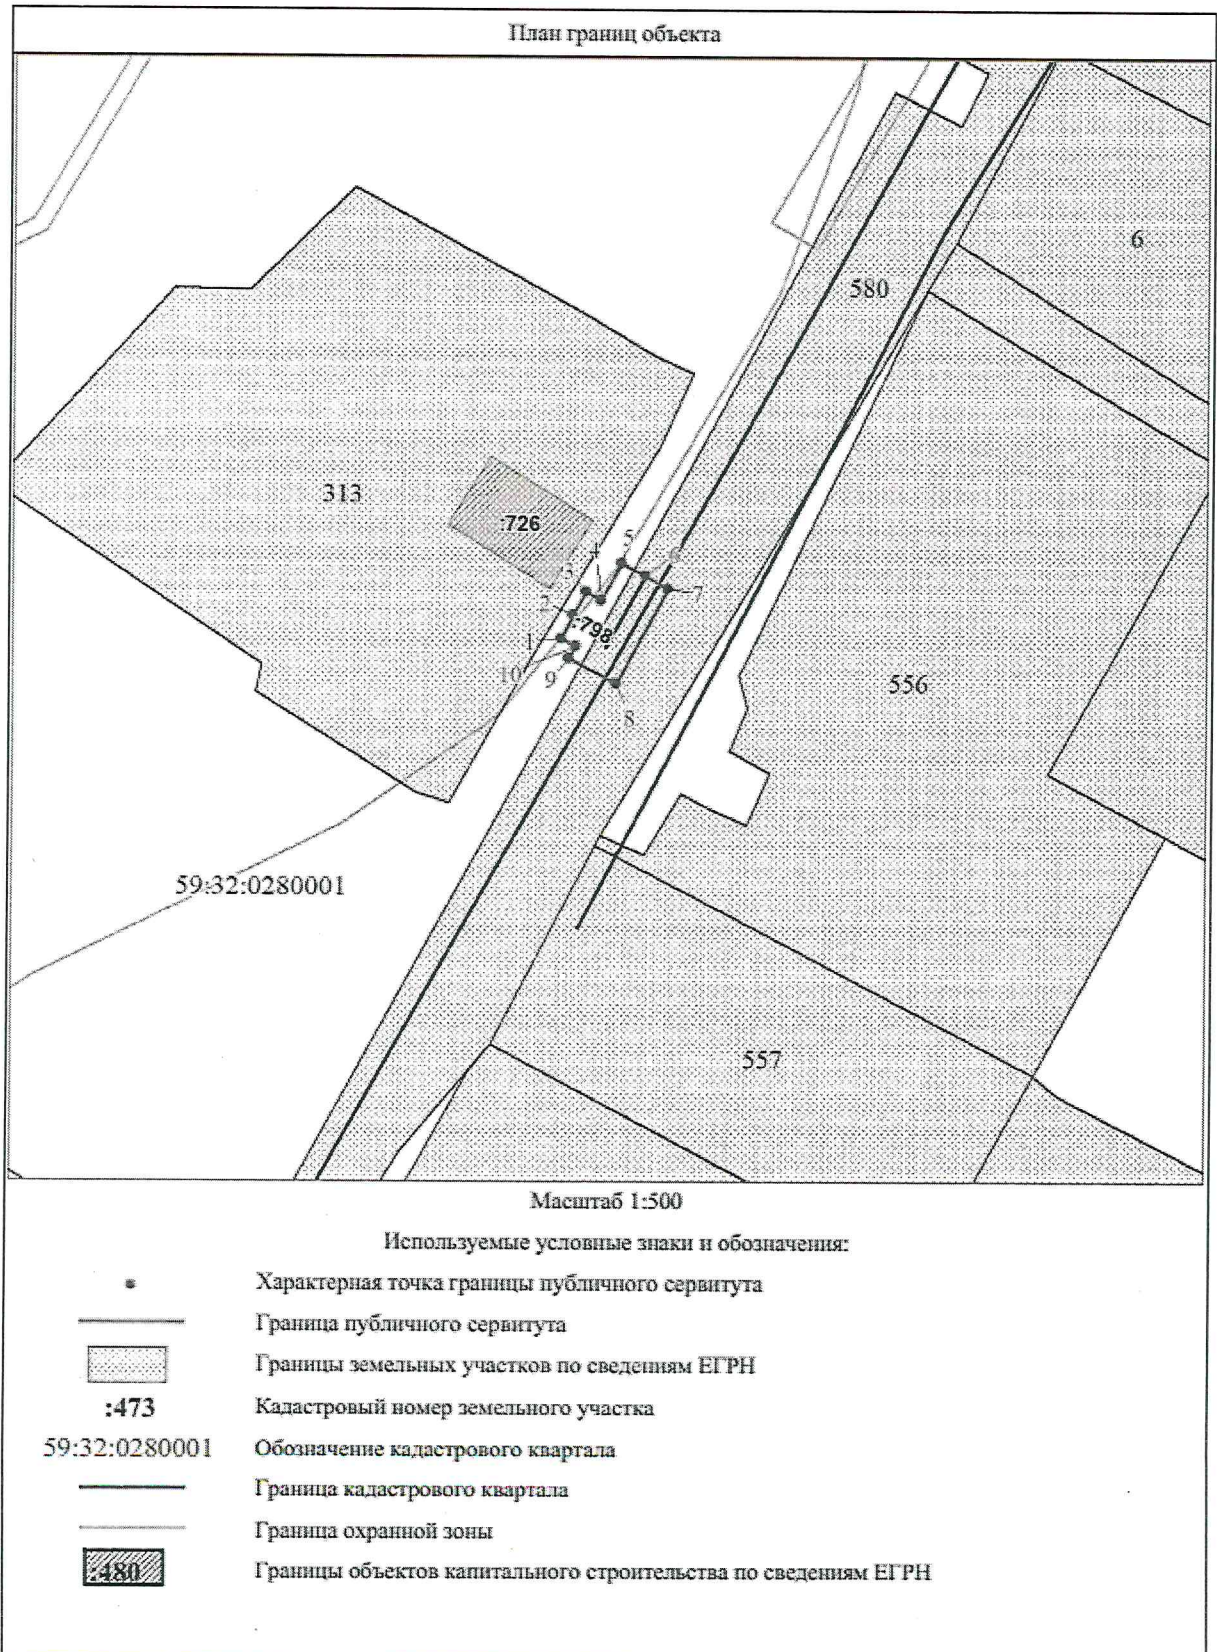 План границ объекта
6
580
313
:726
5
4
6
3
7
2
:798
1
10
9
556
8
59:32:0280001
557
Масштаб 1:500
Используемые условные знаки и обозначения:
Характерная точка границы публичного сервитута
Граница публичного сервитута
Границы земельных участков по сведениям ЕГРН
:473 Кадастровый номер земельного участка
59:32:0280001 Обозначение кадастрового квартала
Граница кадастрового квартала
Граница охранной зоны
:480 Границы объектов капитального строительства по сведениям ЕГРН